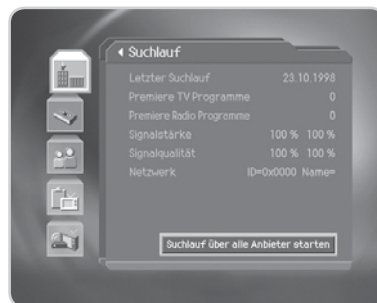 Suchlauf
Letzter Suchlauf 23.10.1998
Premiere TV Programme 0
Premiere Radio Programme 0
Signalstärke 100 % 100 %
Signalqualität 100 % 100 %
Netzwerk ID=0x0000 Name=
Suchlauf über alle Anbieter starten